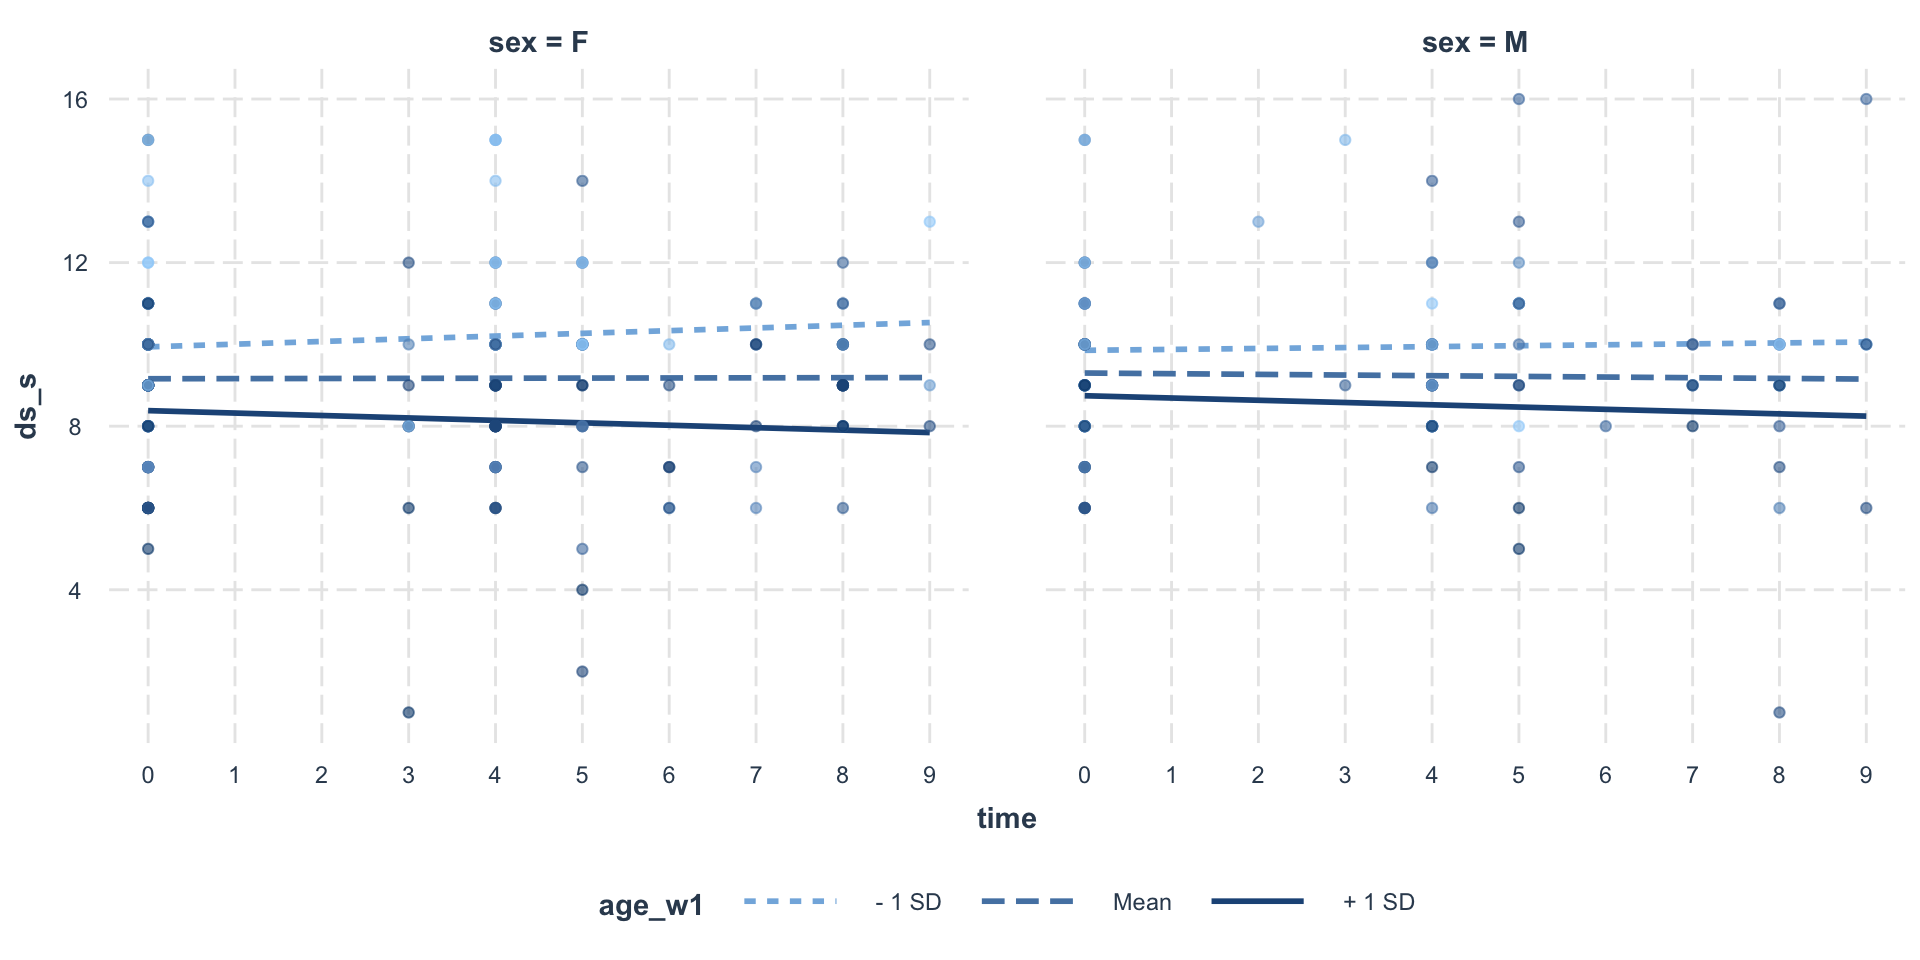 sex = F
sex = M
16
12
8
4
ds_s
0 1 2 3 4 5 6 7 8 9
0 1 2 3 4 5 6 7 8 9
time
age_w1 - 1 SD Mean + 1 SD